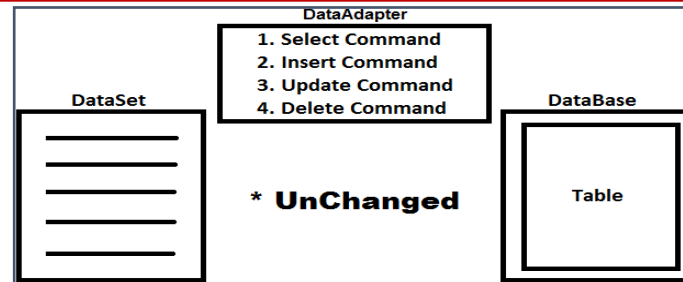 DataAdapter
1. Select Command
2. Insert Command
3. Update Command
4. Delete Command
DataSet
DataBase
* UnChanged
Table